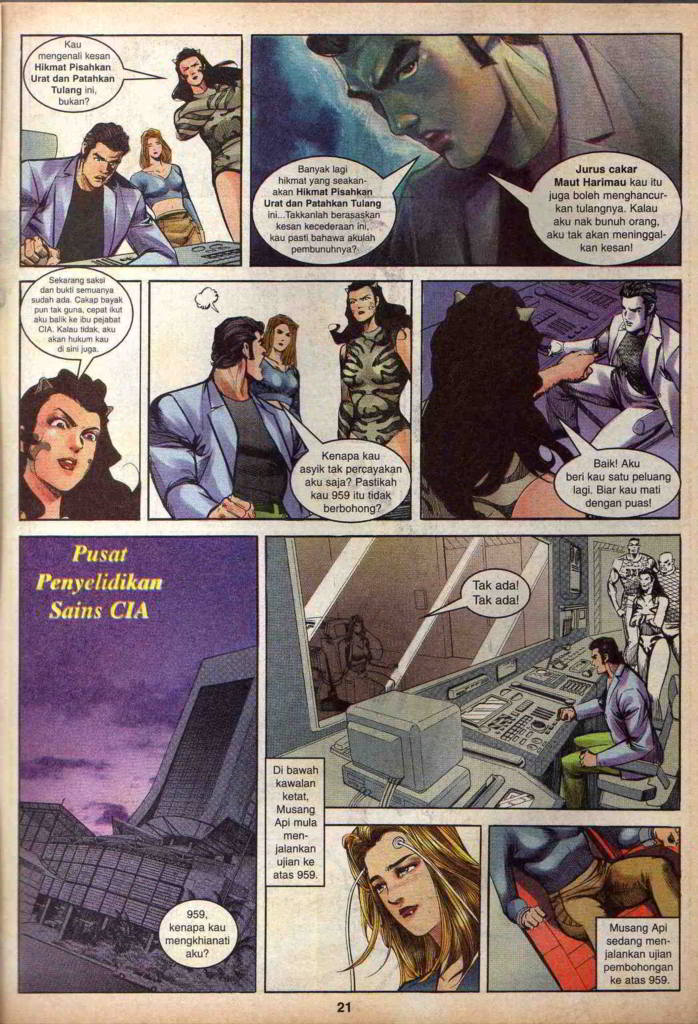 Kau
mengenali kesan
Hikmat Pisahkan
Urat dan Patahkan
Tulang ini,
bukan?
Banyak lagi
hikmat yang seakan-
akan Hikmat Pisahkan
Urat dan Patahkan Tulang
ini...Takkanlah berasaskan
kesan kecederaan ini,
kau pasti bahawa akulah
pembunuhnya?
Jurus cakar
Maut Harimau kau itu
juga boleh menghancur-
kan tulangnya. Kalau
aku nak bunuh orang,
aku tak akan meninggal-
kan kesan!
Sekarang saksi
dan bukti semuanya
sudah ada. Cakap bayak
pun tak guna, cepat ikut
aku balik ke ibu pejabat
CIA. Kalau tidak, aku
akan hukum kau
di sini juga.
Kenapa kau
asyik tak percayakan
aku saja? Pastikah
kau 959 itu tidak
berbohong?
Baik! Aku
beri kau satu peluang
lagi. Biar kau mati
dengan puas!
Pusat
Penyelidikan
Sains CIA
959,
kenapa kau
mengkhianati
aku?
Tak ada!
Tak ada!
Di bawah
kawalan
ketat,
Musang
Api mula
men-
jalankan
ujian ke
atas 959.
Musang Api
sedang men-
jalankan ujian
pembohongan
ke atas 959.
21